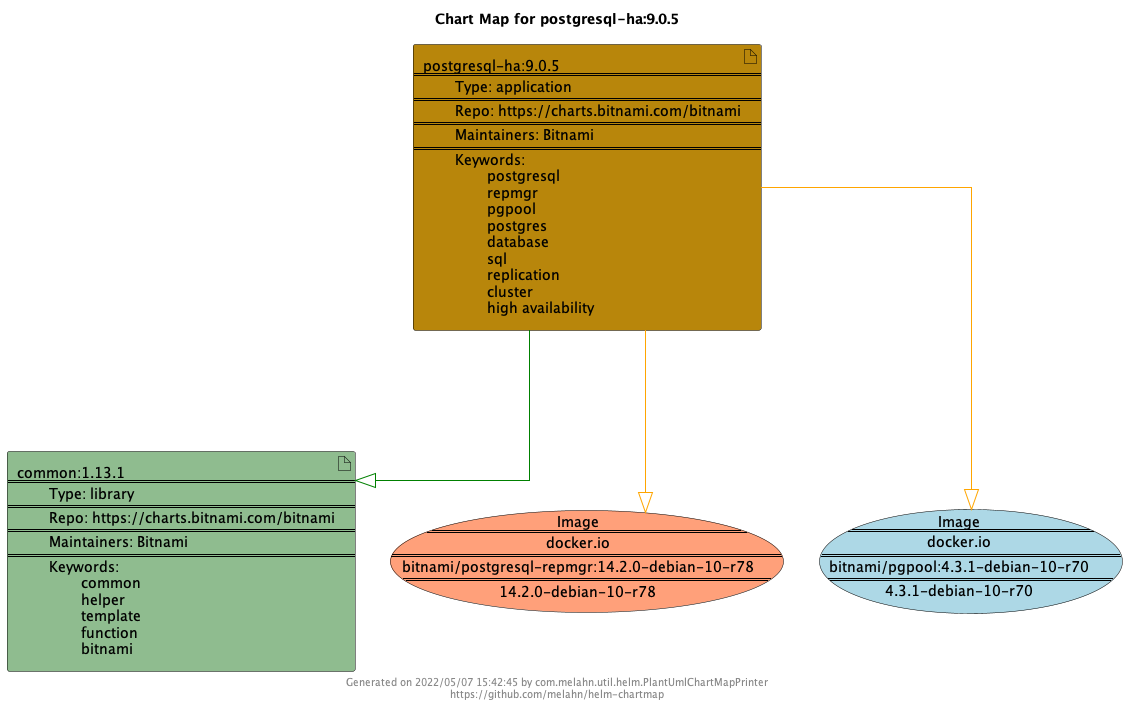 Chart Map for postgresql-ha:9.0.5
postgresql-ha:9.0.5
Type: application
Repo: https://charts.bitnami.com/bitnami
Maintainers: Bitnami
Keywords:
postgresql
repmgr
pgpool
postgres
database
sql
replication
cluster
high availability
common:1.13.1
Type: library
Repo: https://charts.bitnami.com/bitnami
Maintainers: Bitnami
Keywords:
common
helper
template
function
bitnami
Image
docker.io
bitnami/postgresql-repmgr:14.2.0-debian-10-r78
14.2.0-debian-10-r78
Image
docker.io
bitnami/pgpool:4.3.1-debian-10-r70
4.3.1-debian-10-r70
Generated on 2022/05/07 15:42:45 by com.melahn.util.helm.PlantUmlChartMapPrinter
https://github.com/melahn/helm-chartmap